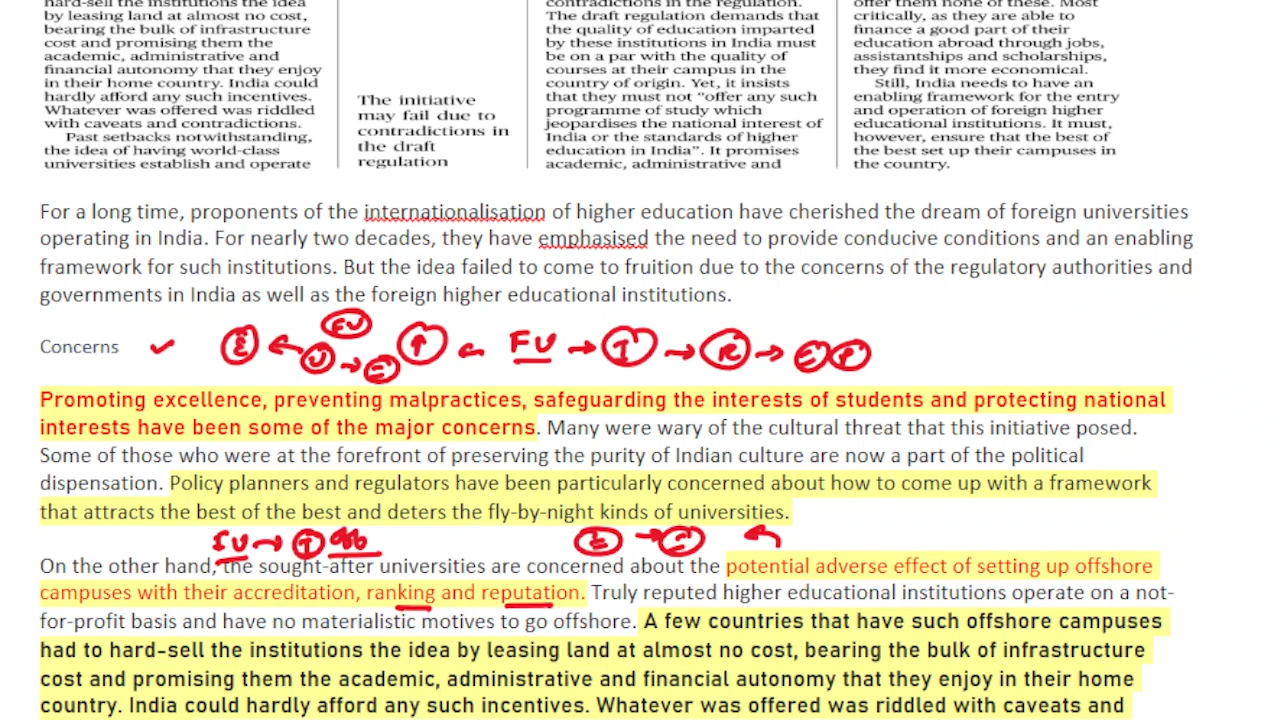 hard-sell the institutions the idea
by leasing land at almost no cost,
bearing the bulk of infrastructure
cost and promising them the
academic, administrative and
financial autonomy that they enjoy
in their home country. India could
hardly afford any such incentives.
Whatever was offered was riddled
with caveats and contradictions.
Past setbacks notwithstanding,
the idea of having world-class
universities establish and operate
The initiative
may fail due to
contradictions in
the draft
regulation
contradictions in the regulation.
The draft regulation demands that
the quality of education imparted
by these institutions in India must
be on a par with the quality of
courses at their campus in the
country of origin. Yet, it insists
that they must not “offer any such
programme of study which
jeopardises the national interest of
India or the standards of higher
education in India”. It promises
academic, administrative and
offer them none of these. Most
critically, as they are able to
finance a good part of their
education abroad through jobs,
assistantships and scholarships,
they find it more economical.
Still, India needs to have an
enabling framework for the entry
and operation of foreign higher
educational institutions. It must,
however, ensure that the best of
the best set up their campuses in
the country.
For a long time, proponents of the internationalisation of higher education have cherished the dream of foreign universities
operating in India. For nearly two decades, they have emphasised the need to provide conducive conditions and an enabling
framework for such institutions. But the idea failed to come to fruition due to the concerns of the regulatory authorities and
governments in India as well as the foreign higher educational institutions.
FU
Concerns E U E ↑ FU T R E P
Promoting excellence, preventing malpractices, safeguarding the interests of students and protecting national
interests have been some of the major concerns. Many were wary of the cultural threat that this initiative posed.
Some of those who were at the forefront of preserving the purity of Indian culture are now a part of the political
dispensation. Policy planners and regulators have been particularly concerned about how to come up with a framework
that attracts the best of the best and deters the fly-by-night kinds of universities.
On the other hand, the sought-after universities are concerned about the potential adverse effect of setting up offshore
campuses with their accreditation, ranking and reputation. Truly reputed higher educational institutions operate on a not-
for-profit basis and have no materialistic motives to go offshore. A few countries that have such offshore campuses
had to hard-sell the institutions the idea by leasing land at almost no cost, bearing the bulk of infrastructure
cost and promising them the academic, administrative and financial autonomy that they enjoy in their home
country. India could hardly afford any such incentives. Whatever was offered was riddled with caveats and